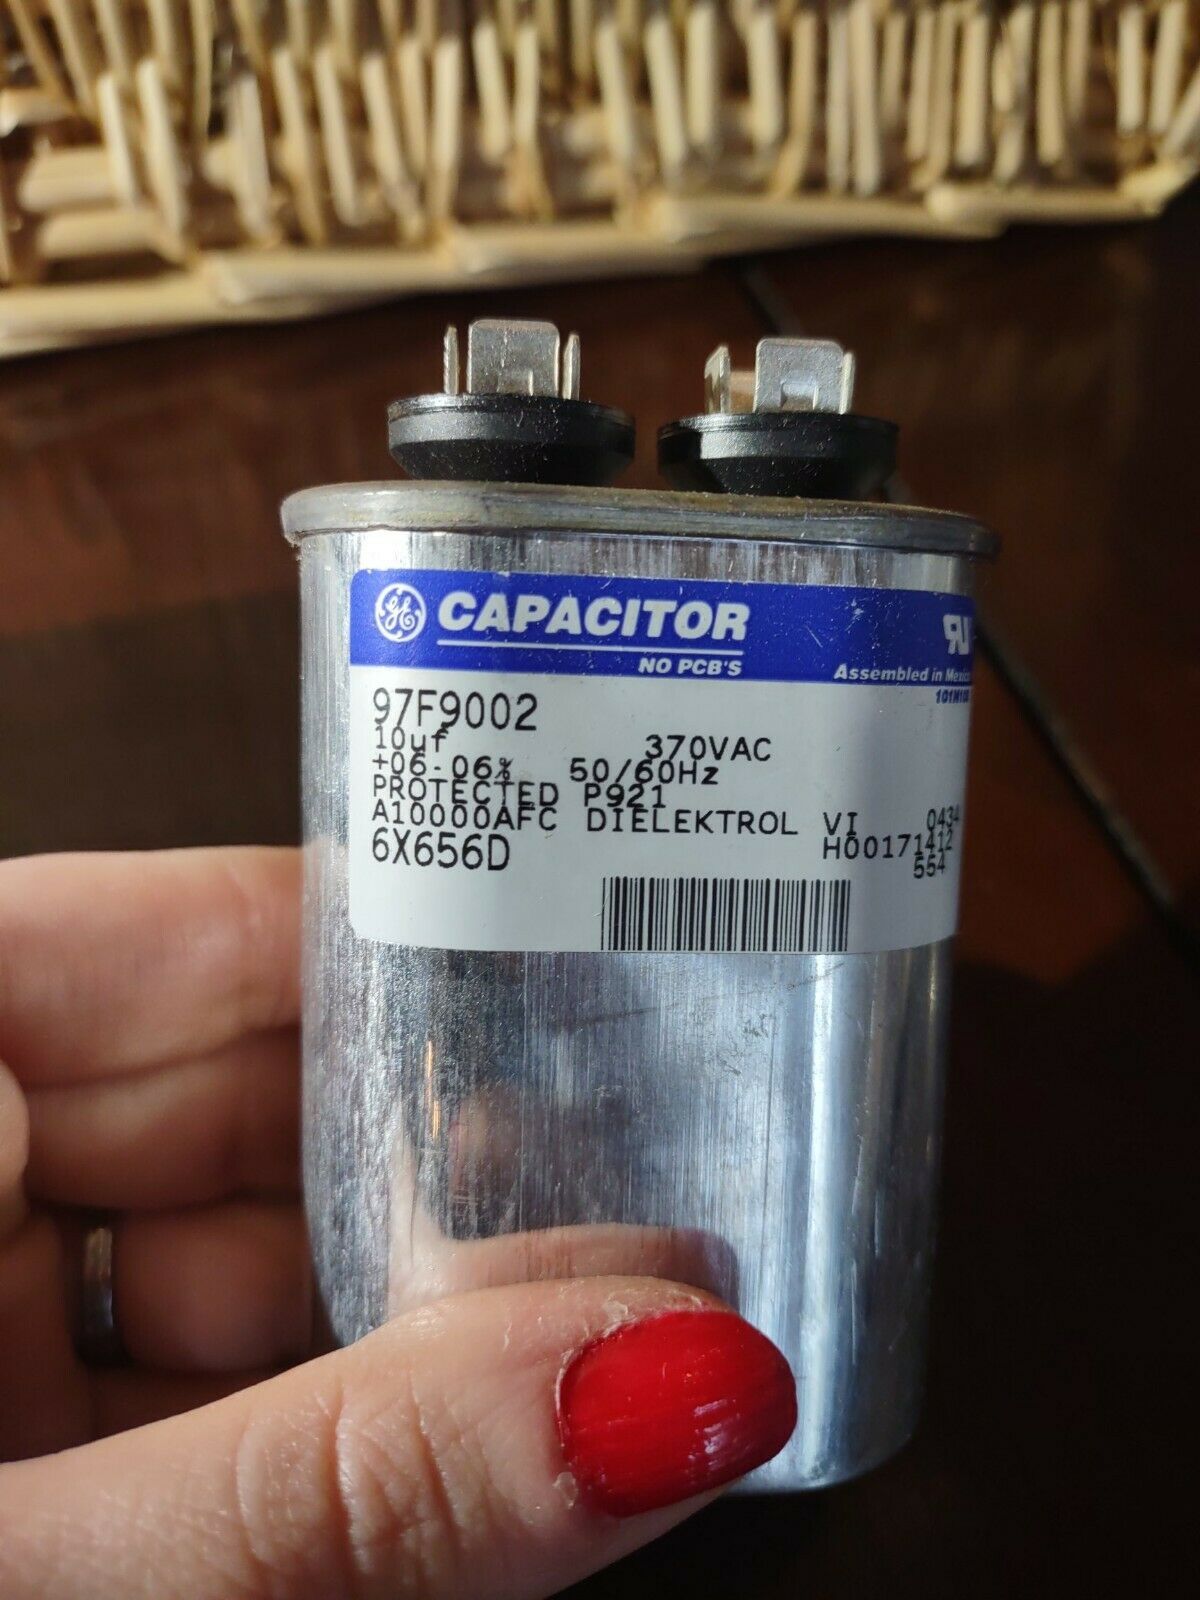 GE CAPACITOR
NO PCB'S
Assembled in Mexico
97F9002
10uf 370VAC
+06-06% 50/60Hz
PROTECTED P921
A10000AFC DIELEKTROL VI 0434
6X656D H00171412
554